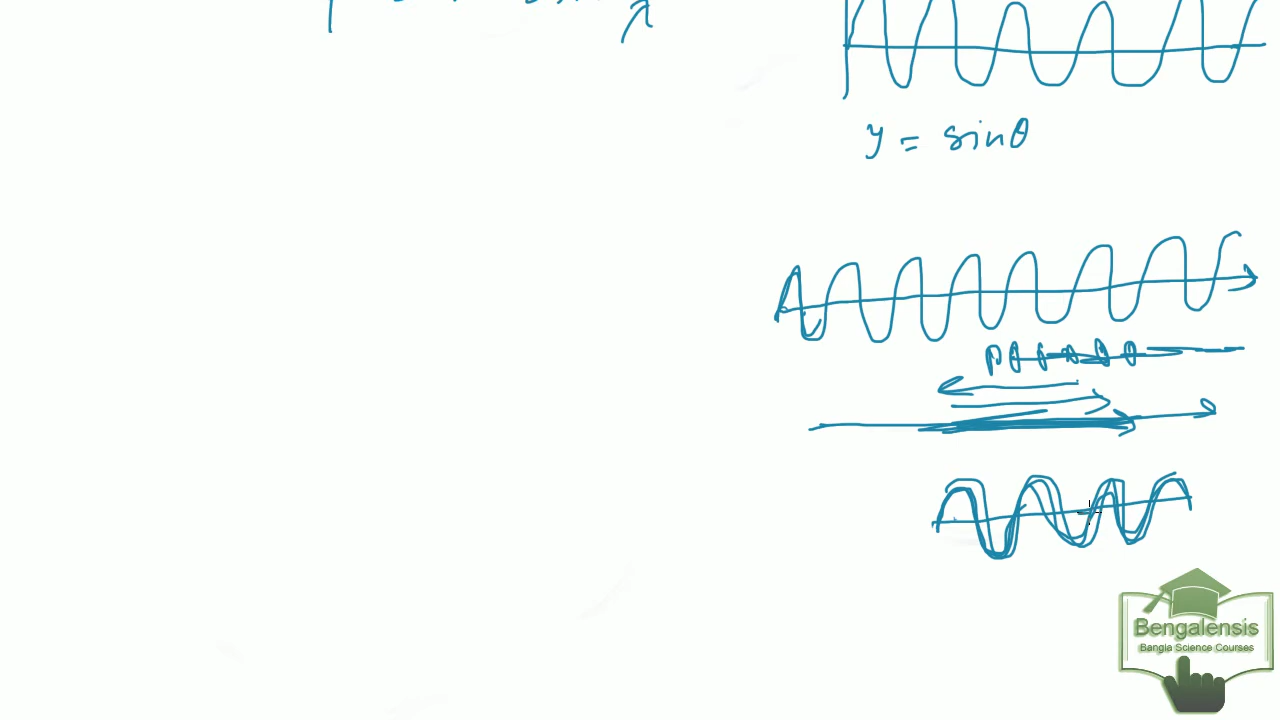 y = sinθ
Bengalensis
Bangla Science Courses